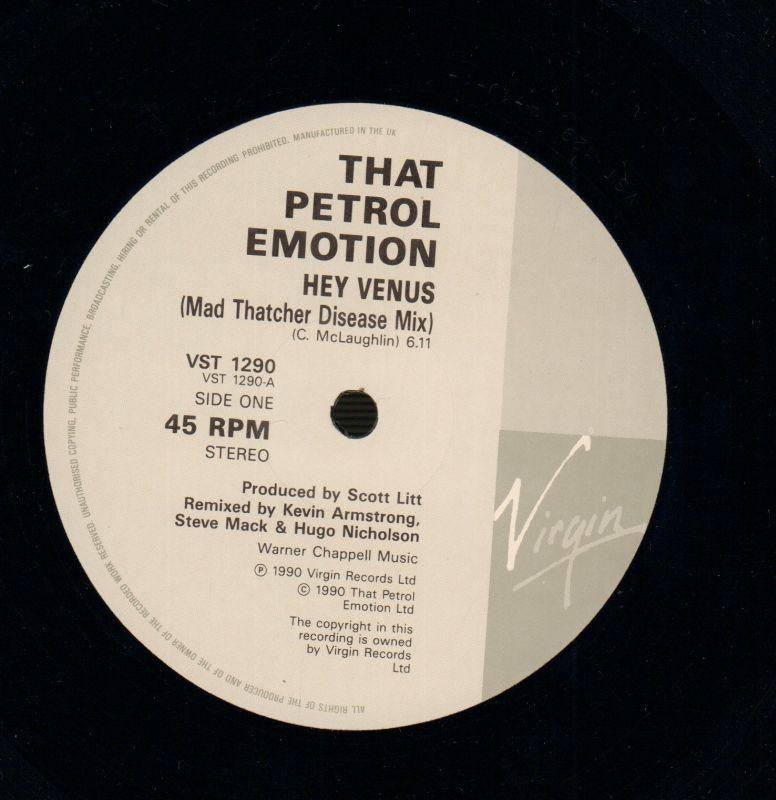 THAT
PETROL
EMOTION
HEY VENUS
(Mad Thatcher Disease Mix)
(C. McLaughlin) 6.11
VST 1290
VST 1290-A
SIDE ONE
45 RPM
STEREO
Produced by Scott Litt
Remixed by Kevin Armstrong,
Steve Mack & Hugo Nicholson
Warner Chappell Music
Ⓟ 1990 Virgin Records Ltd
© 1990 That Petrol
Emotion Ltd
The copyright in this
recording is owned
by Virgin Records
Ltd
Virgin
ALL RIGHTS OF THE PRODUCER AND OF THE OWNER OF THE RECORDED WORK RESERVED. UNAUTHORISED COPYING, PUBLIC PERFORMANCE, BROADCASTING, HIRING OR RENTAL OF THIS RECORDING PROHIBITED. MANUFACTURED IN THE UK